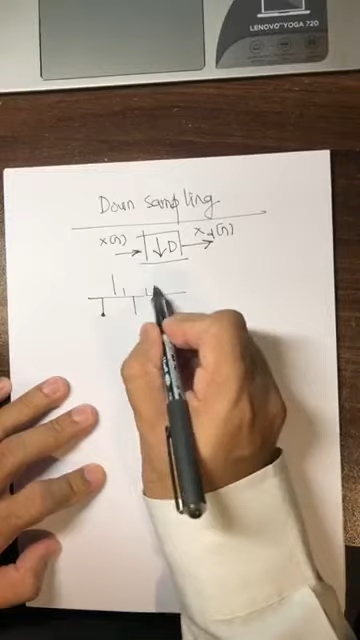 LENOVO YOGA 720
Down sampling
x(n) ↓D x_d(n)